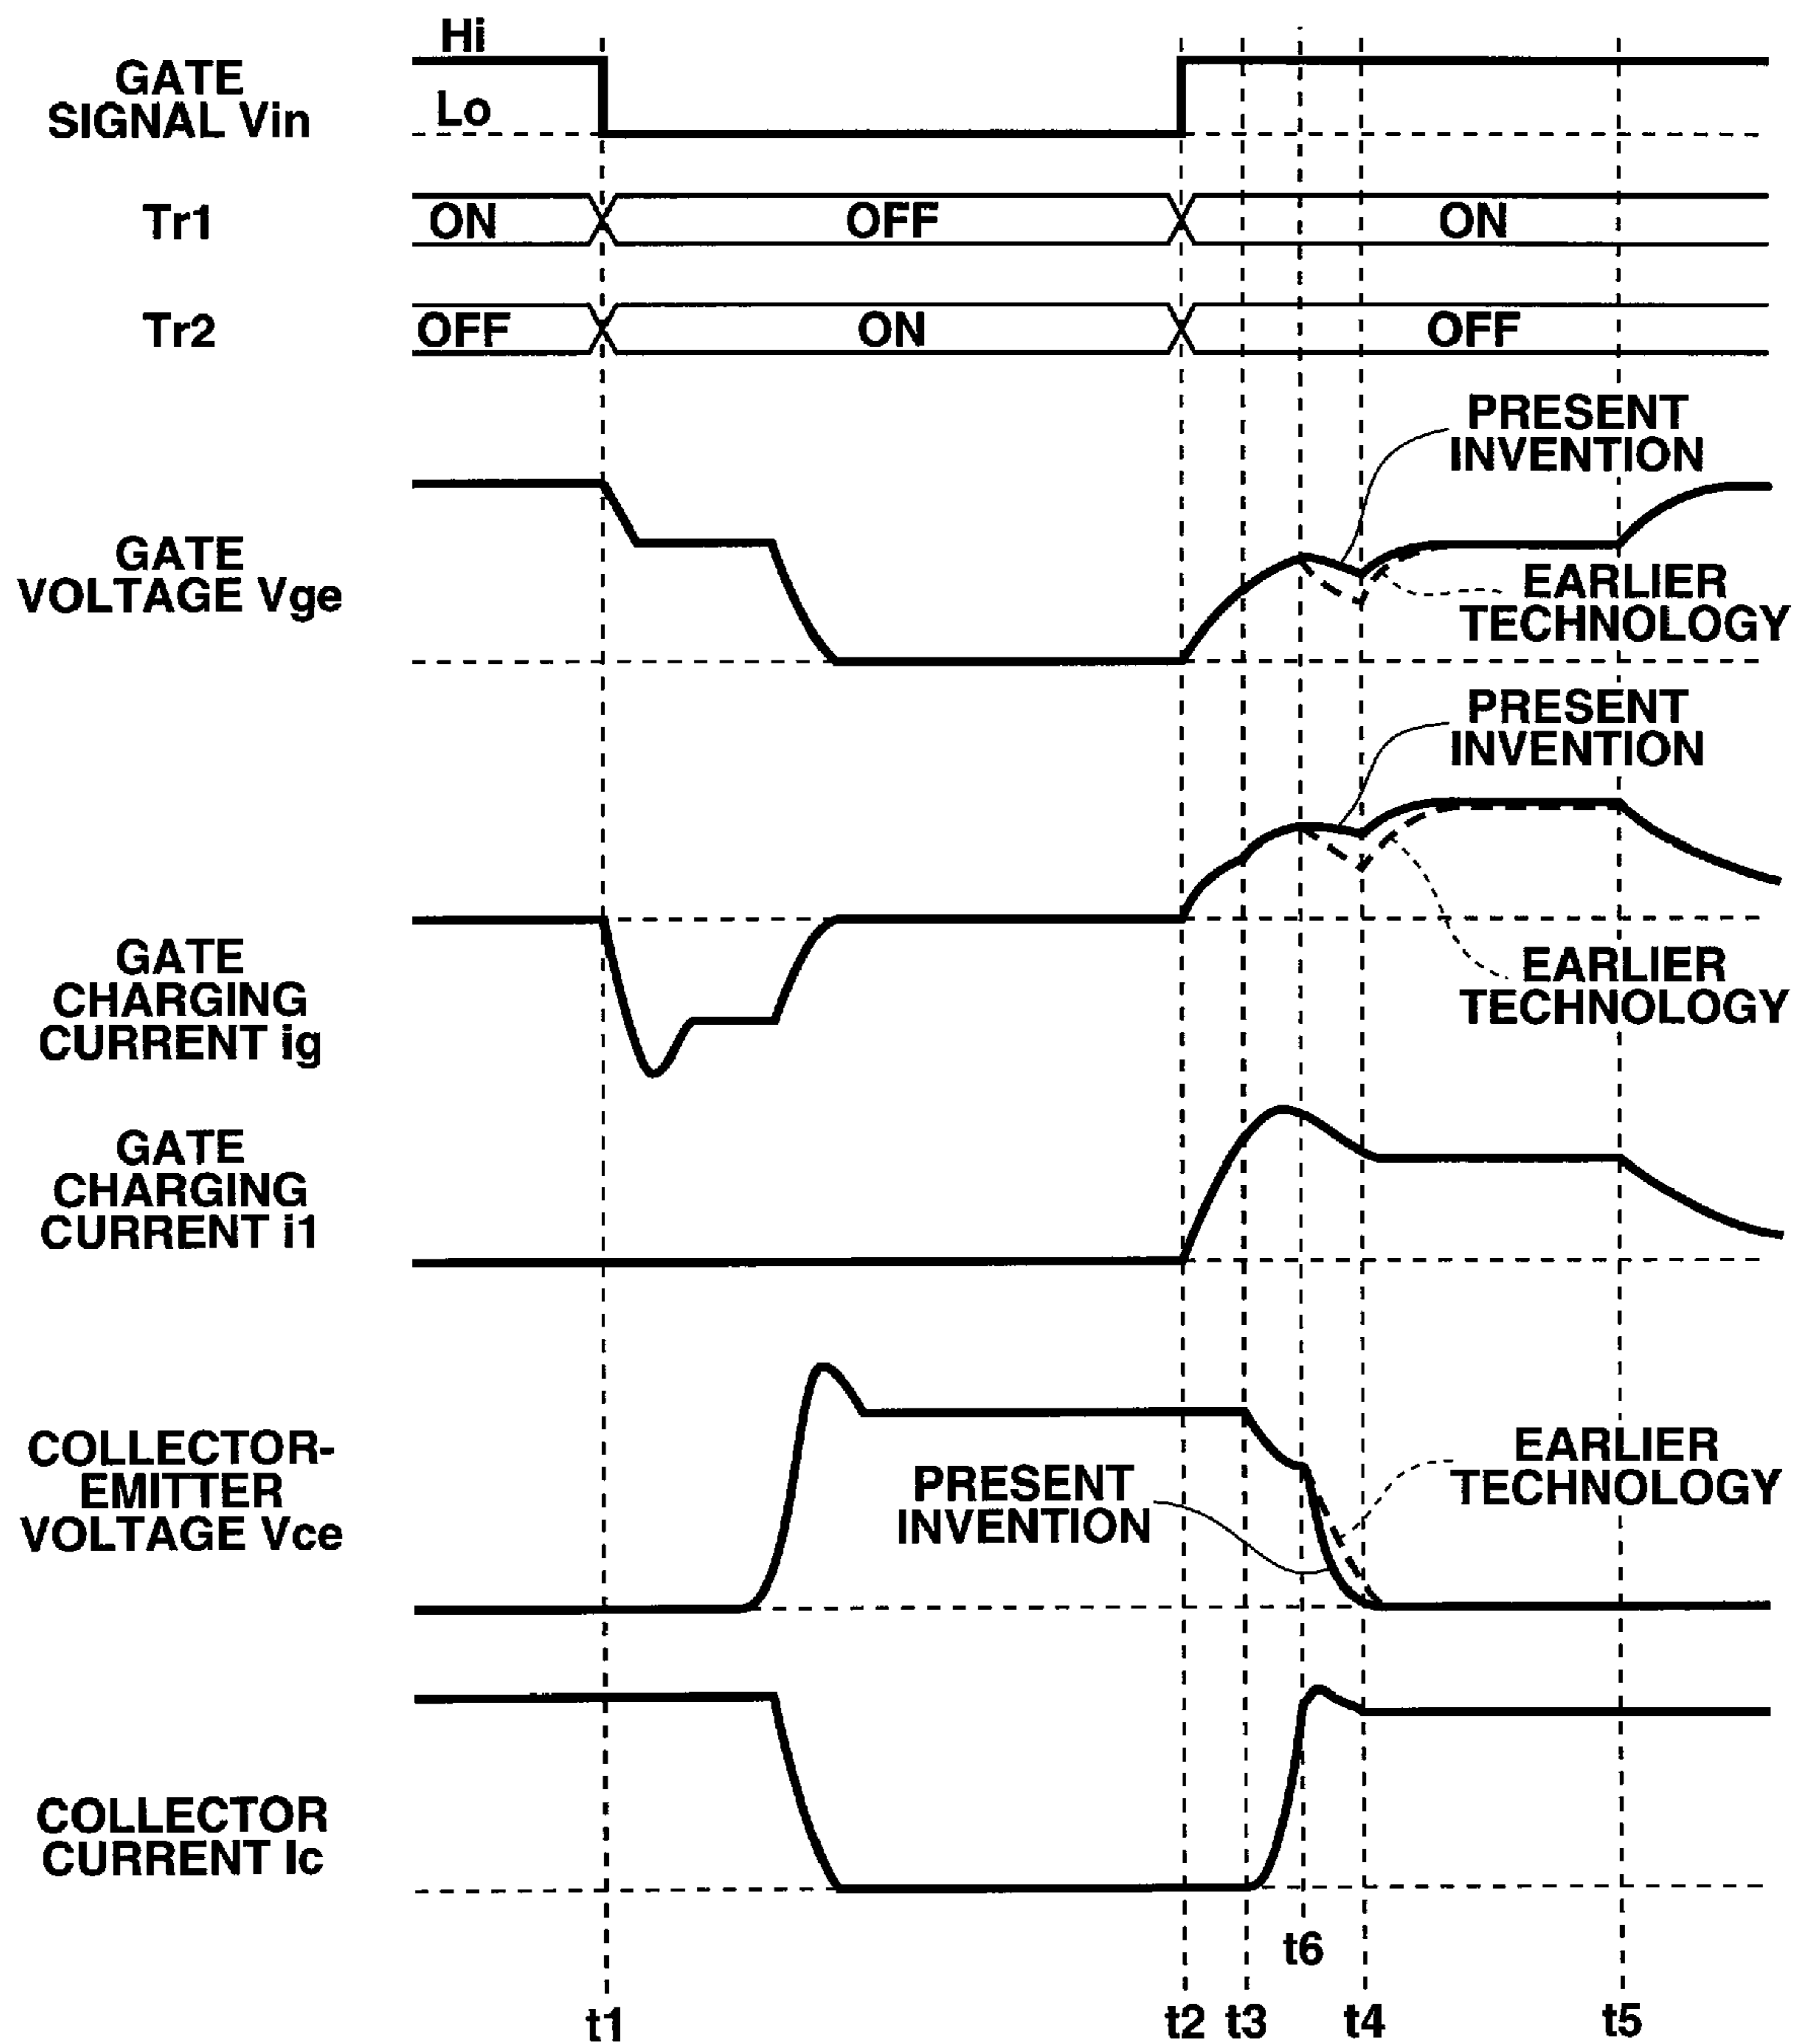 Hi
GATE
SIGNAL Vin
Lo
Tr1
ON
OFF
ON
Tr2
OFF
ON
OFF
PRESENT
INVENTION
GATE
VOLTAGE Vge
EARLIER
TECHNOLOGY
PRESENT
INVENTION
GATE
CHARGING
CURRENT ig
EARLIER
TECHNOLOGY
GATE
CHARGING
CURRENT i1
COLLECTOR-
EMITTER
VOLTAGE Vce
PRESENT
INVENTION
EARLIER
TECHNOLOGY
COLLECTOR
CURRENT Ic
t6
t1
t2
t3
t4
t5